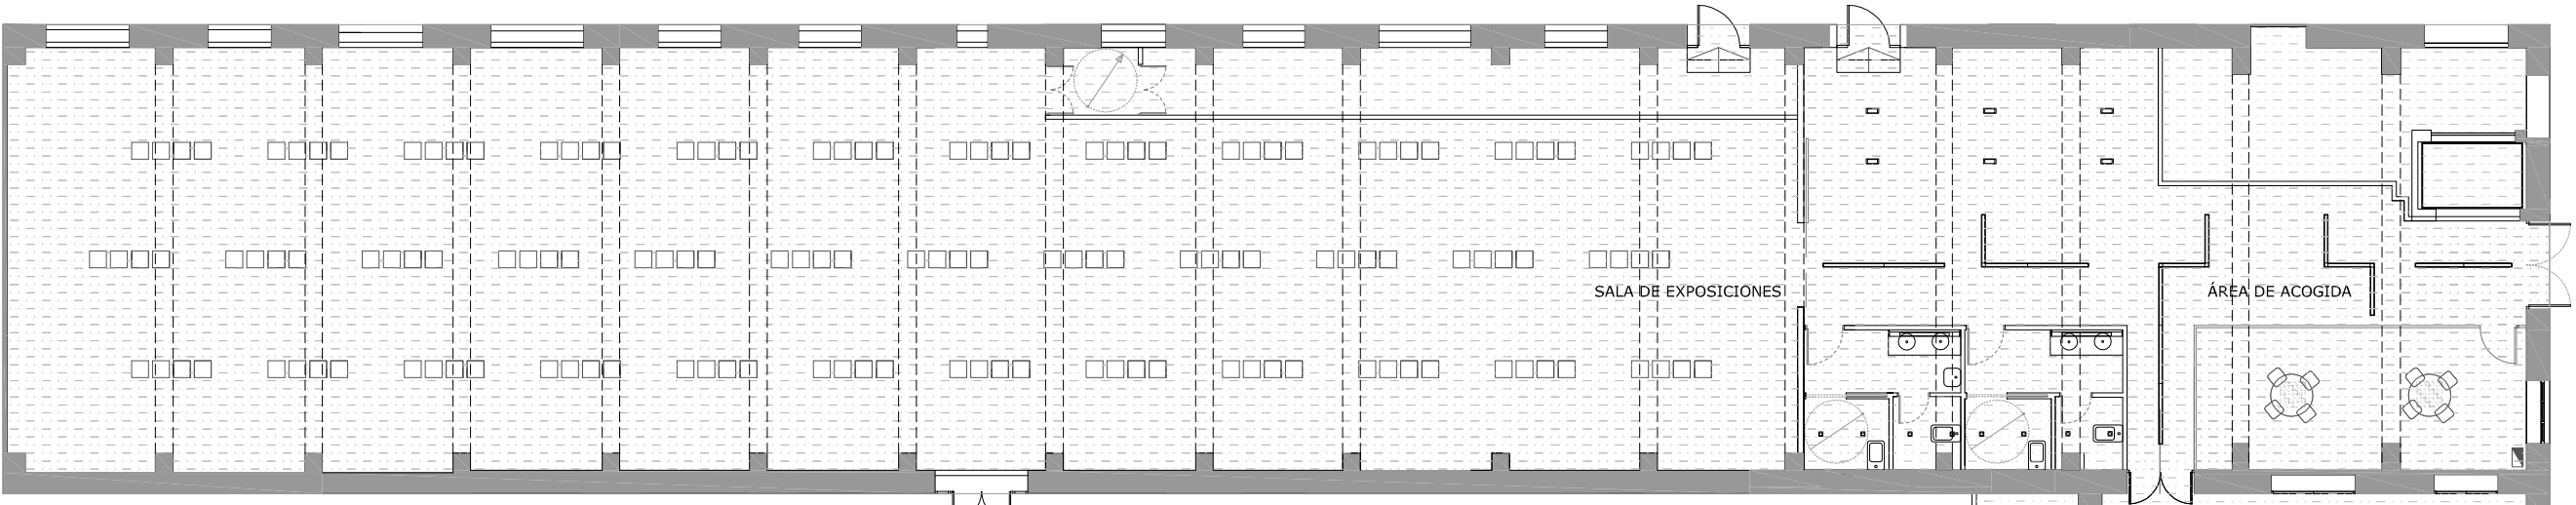 SALA DE EXPOSICIONES
ÁREA DE ACOGIDA